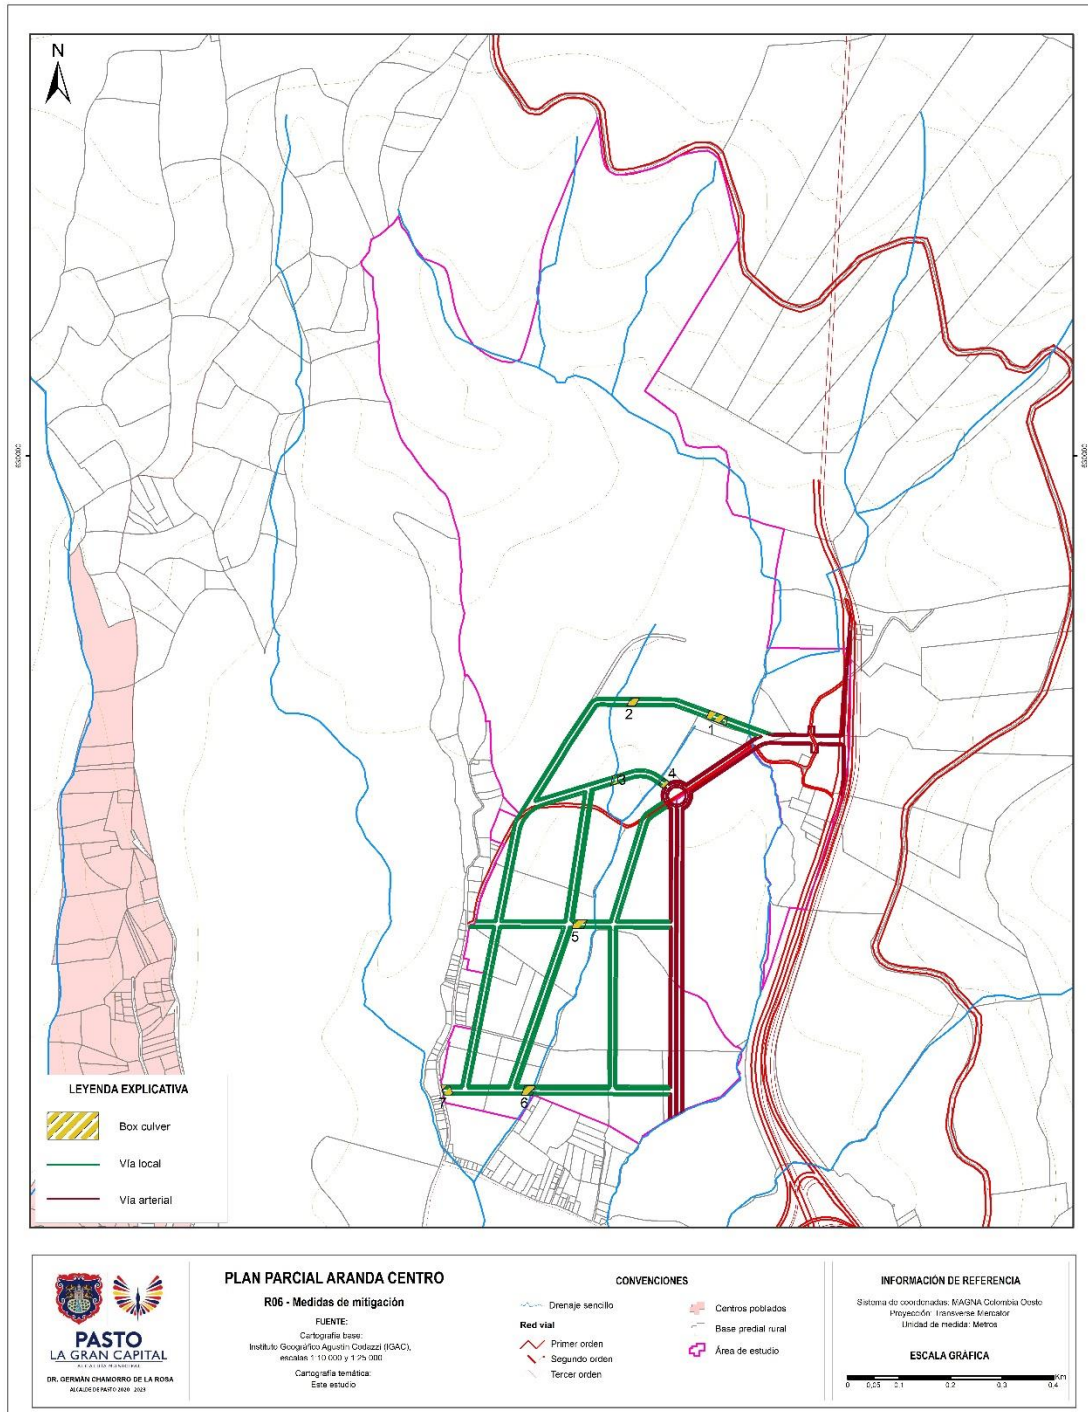 N
630000
630000
2
1
3
4
5
6
7
LEYENDA EXPLICATIVA
Box culver
Vía local
Vía arterial
PASTO
LA GRAN CAPITAL
ALCALDÍA MUNICIPAL
DR. GERMÁN CHAMORRO DE LA ROSA
ALCALDE DE PASTO 2020 - 2023
PLAN PARCIAL ARANDA CENTRO
R06 - Medidas de mitigación
FUENTE:
Cartografía base:
Instituto Geográfico Agustín Codazzi (IGAC),
escalas 1:10 000 y 1:25 000
Cartografía temática:
Este estudio
CONVENCIONES
Drenaje sencillo
Red vial
Primer orden
Segundo orden
Tercer orden
Centros poblados
Base predial rural
Área de estudio
INFORMACIÓN DE REFERENCIA
Sistema de coordenadas: MAGNA Colombia Oeste
Proyección: Transverse Mercator
Unidad de medida: Metros
ESCALA GRÁFICA
Km
0 0,05 0.1 0.2 0.3 0.4